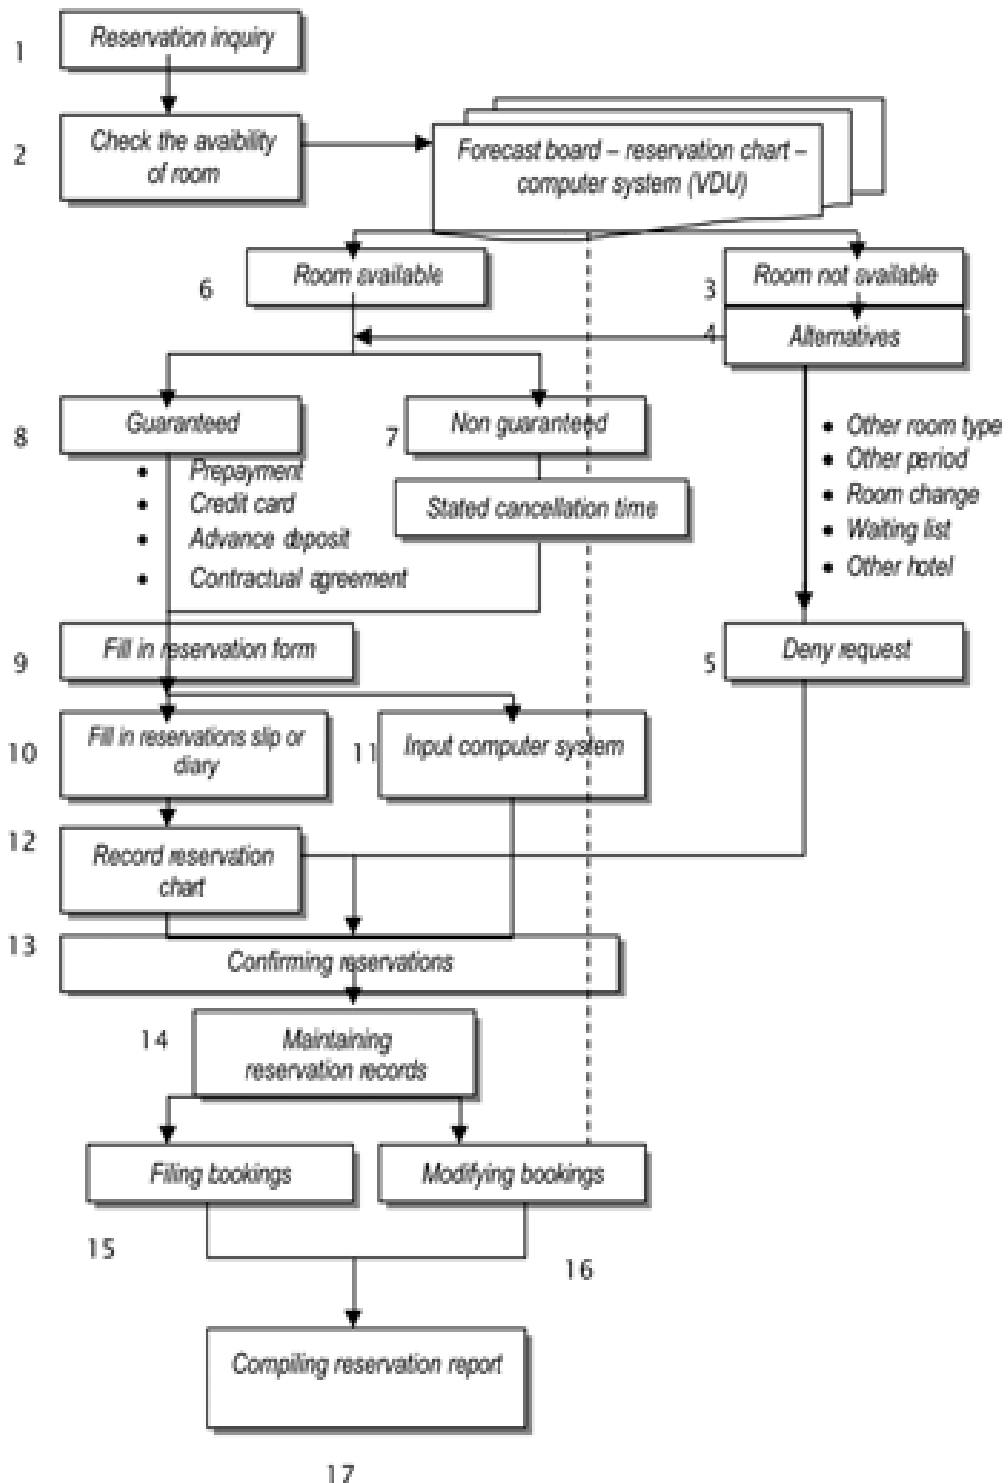 1
Reservation inquiry
2
Check the avaibility
of room
Forecast board – reservation chart –
computer system (VDU)
6
Room available
3
Room not available
4
Alternatives
8
Guaranteed
7
Non guaranteed
• Prepayment
• Credit card
• Advance deposit
• Contractual agreement
Stated cancellation time
• Other room type
• Other period
• Room change
• Waiting list
• Other hotel
9
Fill in reservation form
5
Deny request
10
Fill in reservations slip or
diary
11
Input computer system
12
Record reservation
chart
13
Confirming reservations
14
Maintaining
reservation records
Filing bookings
Modifying bookings
15
16
Compiling reservation report
17